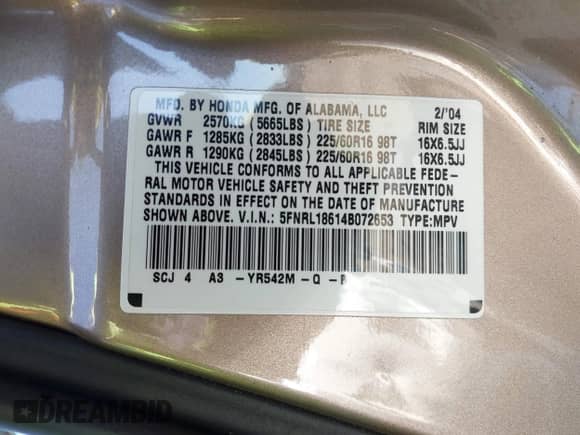 MFD. BY HONDA MFG. OF ALABAMA, LLC 2/'04
GVWR 2570KG (5665LBS) TIRE SIZE RIM SIZE
GAWR F 1285KG (2833LBS) 225/60R16 98T 16X6.5JJ
GAWR R 1290KG (2845LBS) 225/60R16 98T 16X6.5JJ
THIS VEHICLE CONFORMS TO ALL APPLICABLE FEDE-
RAL MOTOR VEHICLE SAFETY AND THEFT PREVENTION
STANDARDS IN EFFECT ON THE DATE OF MANUFACTURE
SHOWN ABOVE. V.I.N.: 5FNRL18614B072653 TYPE:MPV
SCJ 4 A3 -YR542M -Q -
DREAMBID